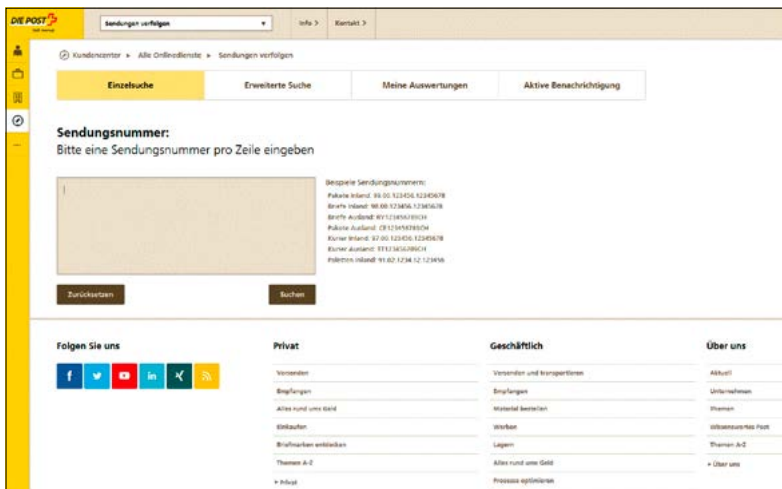 DIE POST
Sendungen verfolgen
Info >
Kontakt >
Kundencenter ▸ Alle Onlinedienste ▸ Sendungen verfolgen
Einzelsuche
Erweiterte Suche
Meine Auswertungen
Aktive Benachrichtigung
Sendungsnummer:
Bitte eine Sendungsnummer pro Zeile eingeben
Beispiele Sendungsnummern:
Pakete Inland: 99.00.123456.12345678
Briefe Inland: 98.00.123456.12345678
Briefe Ausland: RY123456789CH
Pakete Ausland: CE123456789CH
Kurier Inland: 97.00.123456.12345678
Kurier Ausland: ST123456789CH
Paletten Inland: 91.02.1234.12.123456
Zurücksetzen
Suchen
Folgen Sie uns
Privat
Versenden
Empfangen
Alles rund ums Geld
Einkaufen
Briefmarken entdecken
Themen A-Z
» Privat
Geschäftlich
Versenden und transportieren
Empfangen
Material bestellen
Werben
Lagern
Alles rund ums Geld
Prozesse optimieren
Über uns
Aktuell
Unternehmen
Themen
Wissenswertes Post
Themen A-Z
» Über uns